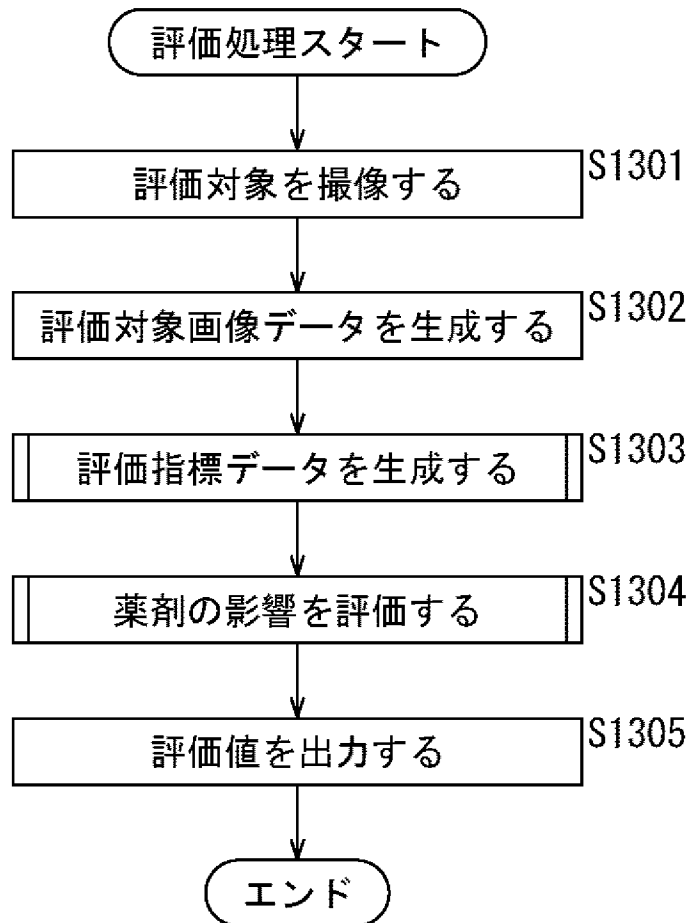 評価処理スタート
評価対象を撮像する
S1301
評価対象画像データを生成する
S1302
評価指標データを生成する
S1303
薬剤の影響を評価する
S1304
評価値を出力する
S1305
エンド